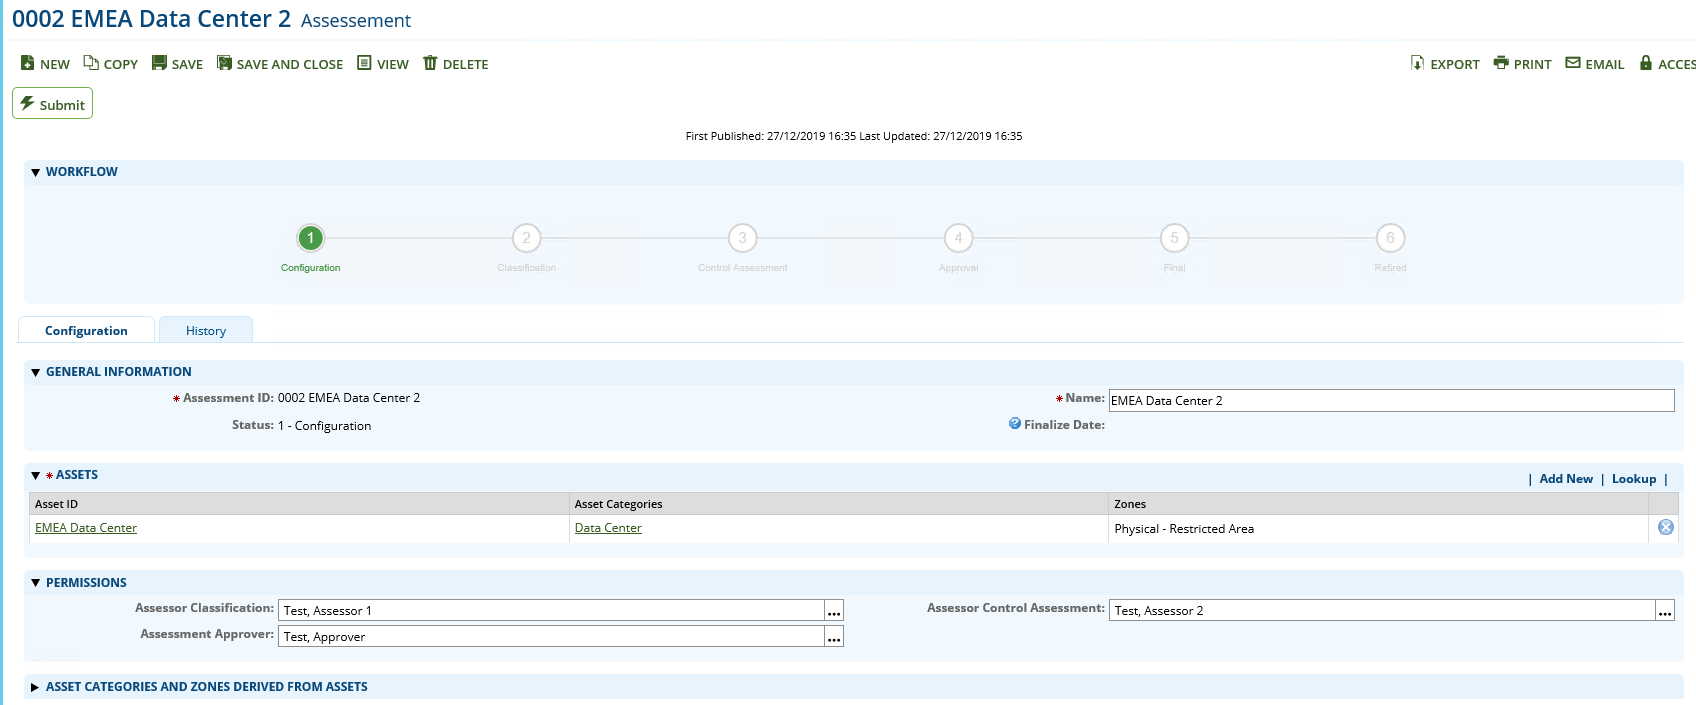 0002 EMEA Data Center 2 Assessement
NEW COPY SAVE SAVE AND CLOSE VIEW DELETE EXPORT PRINT EMAIL ACCES
Submit
First Published: 27/12/2019 16:35 Last Updated: 27/12/2019 16:35
WORKFLOW
1 2 3 4 5 6
Configuration Classification Control Assessment Approval Final Retired
Configuration History
GENERAL INFORMATION
* Assessment ID: 0002 EMEA Data Center 2 * Name: EMEA Data Center 2
Status: 1 - Configuration ? Finalize Date:
* ASSETS | Add New | Lookup |
Asset ID Asset Categories Zones
EMEA Data Center Data Center Physical - Restricted Area
PERMISSIONS
Assessor Classification: Test, Assessor 1 ... Assessor Control Assessment: Test, Assessor 2 ...
Assessment Approver: Test, Approver ...
ASSET CATEGORIES AND ZONES DERIVED FROM ASSETS